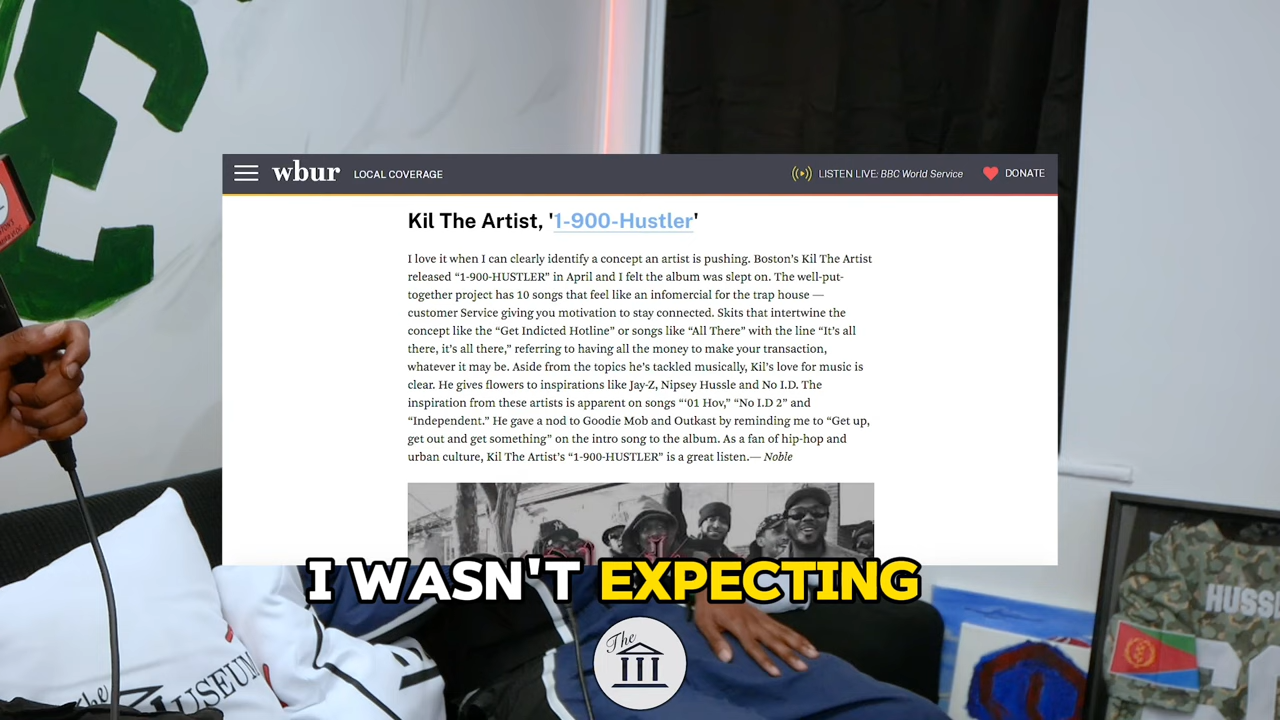 wbur
LOCAL COVERAGE
LISTEN LIVE: BBC World Service
DONATE
Kil The Artist, '1-900-Hustler'
I love it when I can clearly identify a concept an artist is pushing. Boston's Kil The Artist
released “1-900-HUSTLER” in April and I felt the album was slept on. The well-put-
together project has 10 songs that feel like an infomercial for the trap house —
customer Service giving you motivation to stay connected. Skits that intertwine the
concept like the “Get Indicted Hotline” or songs like “All There” with the line “It's all
there, it's all there,” referring to having all the money to make your transaction,
whatever it may be. Aside from the topics he's tackled musically, Kil's love for music is
clear. He gives flowers to inspirations like Jay-Z, Nipsey Hussle and No I.D. The
inspiration from these artists is apparent on songs “‘01 Hov,” “No I.D 2” and
“Independent.” He gave a nod to Goodie Mob and Outkast by reminding me to “Get up,
get out and get something” on the intro song to the album. As a fan of hip-hop and
urban culture, Kil The Artist's “1-900-HUSTLER” is a great listen.— Noble
I WASN'T EXPECTING
HUSS
The
The
MUSEUM